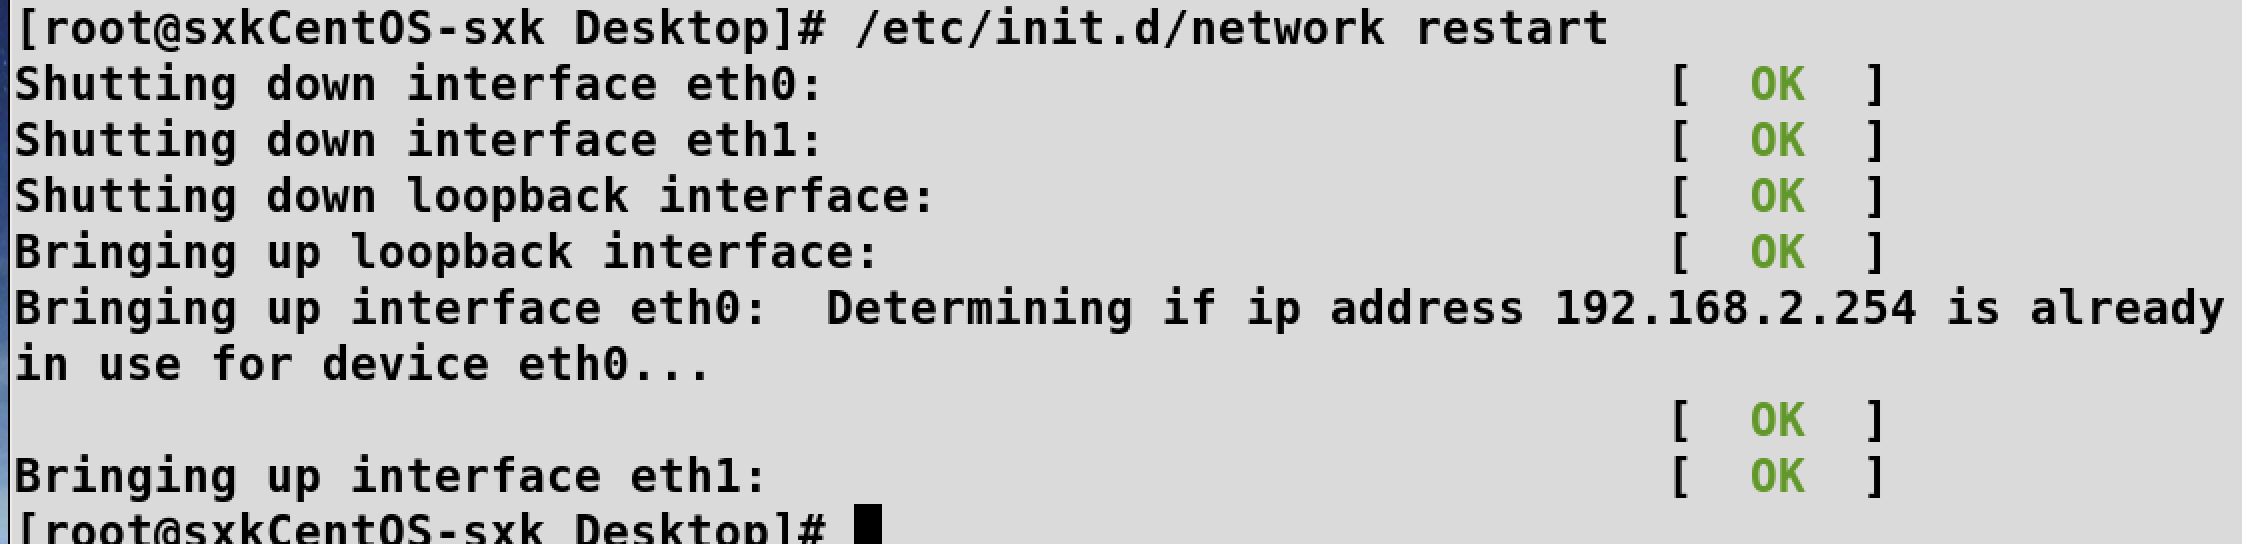 [root@sxkCentOS-sxk Desktop]# /etc/init.d/network restart
Shutting down interface eth0: [ OK ]
Shutting down interface eth1: [ OK ]
Shutting down loopback interface: [ OK ]
Bringing up loopback interface: [ OK ]
Bringing up interface eth0: Determining if ip address 192.168.2.254 is already
in use for device eth0...
[ OK ]
Bringing up interface eth1: [ OK ]
[root@sxkCentOS-sxk Desktop]#